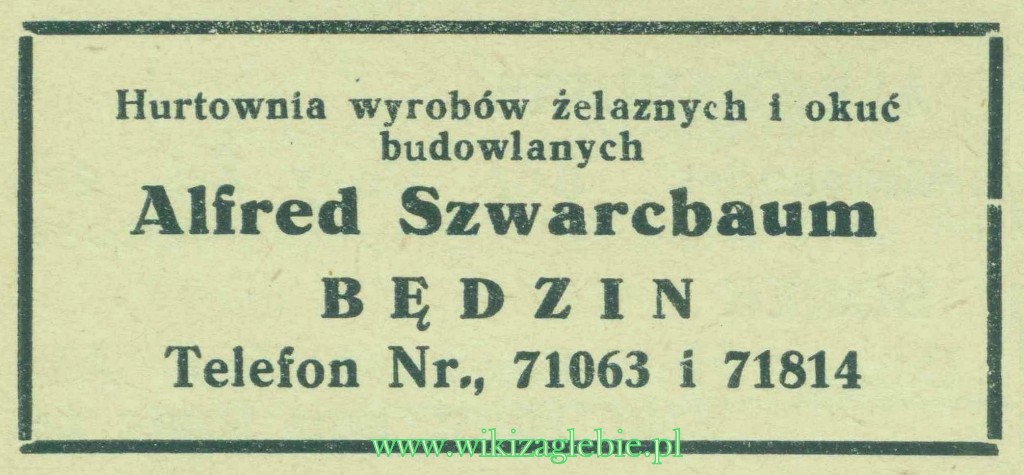 Hurtownia wyrobów żelaznych i okuć
budowlanych
Alfred Szwarcbaum
BĘDZIN
Telefon Nr., 71063 i 71814
www.wikizaglebie.pl